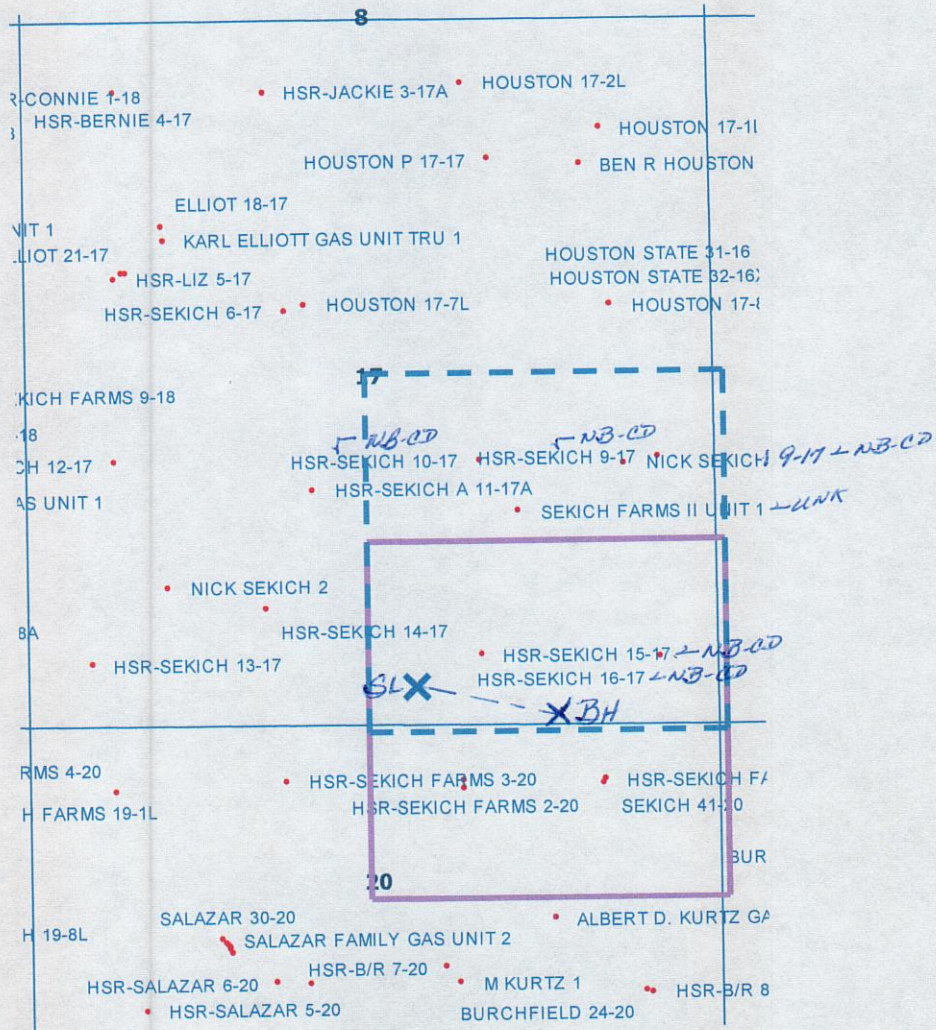 8
R-CONNIE 1-18
HSR-JACKIE 3-17A
HOUSTON 17-2L
HSR-BERNIE 4-17
HOUSTON 17-1L
HOUSTON P 17-17
BEN R HOUSTON
ELLIOT 18-17
NIT 1
KARL ELLIOTT GAS UNIT TRU 1
LIOT 21-17
HOUSTON STATE 31-16
HSR-LIZ 5-17
HOUSTON STATE 32-16X
HSR-SEKICH 6-17
HOUSTON 17-7L
HOUSTON 17-8
17
KICH FARMS 9-18
-18
NB-CD
NB-CD
CH 12-17
HSR-SEKICH 10-17
HSR-SEKICH 9-17
NICK SEKICH 9-17 - NB-CD
HSR-SEKICH A 11-17A
AS UNIT 1
SEKICH FARMS II UNIT 1 - UNK
NICK SEKICH 2
8A
HSR-SEKICH 14-17
HSR-SEKICH 15-17 - NB-CD
HSR-SEKICH 13-17
HSR-SEKICH 16-17 - NB-CD
SL X
X BH
RMS 4-20
HSR-SEKICH FARMS 3-20
HSR-SEKICH FA
H FARMS 19-1L
HSR-SEKICH FARMS 2-20
SEKICH 41-20
BUR
20
SALAZAR 30-20
ALBERT D. KURTZ GA
H 19-8L
SALAZAR FAMILY GAS UNIT 2
HSR-B/R 7-20
HSR-SALAZAR 6-20
M KURTZ 1
HSR-B/R 8
HSR-SALAZAR 5-20
BURCHFIELD 24-20